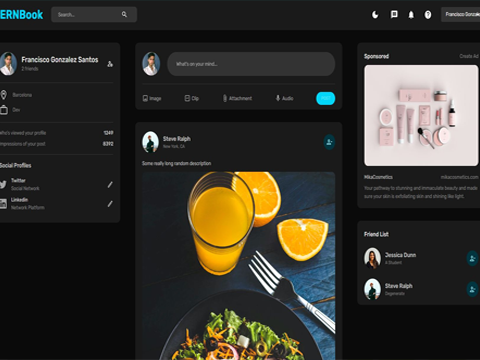 ERNBook
Search...
Francisco Gonzalez
Francisco Gonzalez Santos
2 friends
Barcelona
Dev
Who's viewed your profile 1249
Impressions of your post 8392
Social Profiles
Twitter
Social Network
Linkedin
Network Platform
What's on your mind...
Image Clip Attachment Audio
Steve Ralph
New York, CA
Some really long random description
Sponsored Create Ad
MikaCosmetics mikacosmetics.com
Your pathway to stunning and immaculate beauty and made
sure your skin is exfoliating skin and shining like light.
Friend List
Jessica Dunn
A Student
Steve Ralph
Degenerate